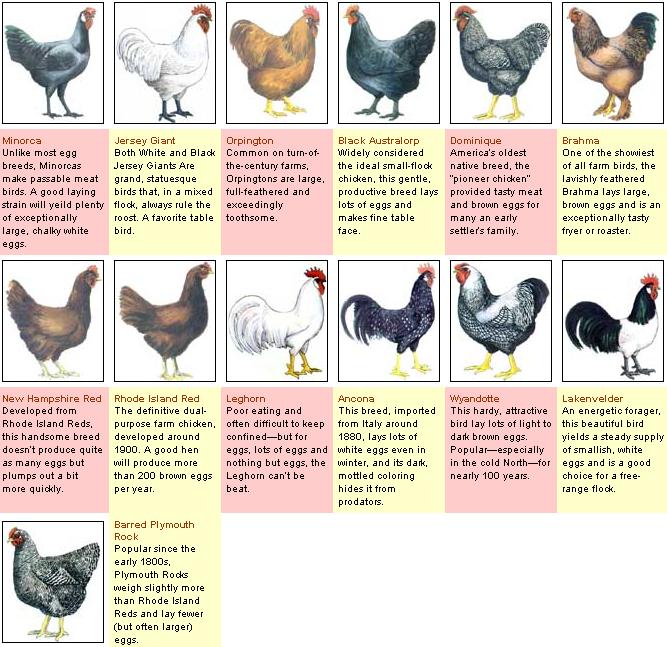 Minorca
Unlike most egg
breeds, Minorcas
make passable meat
birds. A good laying
strain will yeild plenty
of exceptionally
large, chalky white
eggs.
Jersey Giant
Both White and Black
Jersey Giants Are
grand, statuesque
birds that, in a mixed
flock, always rule the
roost. A favorite table
bird.
Orpington
Common on turn-of-
the-century farms,
Orpingtons are large,
full-feathered and
exceedingly
toothsome.
Black Australorp
Widely considered
the ideal small-flock
chicken, this gentle,
productive breed lays
lots of eggs and
makes fine table
face.
Dominique
America's oldest
native breed, the
"pioneer chicken"
provided tasty meat
and brown eggs for
many an early
settler's family.
Brahma
One of the showiest
of all farm birds, the
lavishly feathered
Brahma lays large,
brown eggs and is an
exceptionally tasty
fryer or roaster.
New Hampshire Red
Developed from
Rhode Island Reds,
this handsome breed
doesn't produce quite
as many eggs but
plumps out a bit
more quickly.
Rhode Island Red
The definitive dual-
purpose farm chicken,
developed around
1900. A good hen
will produce more
than 200 brown eggs
per year.
Leghorn
Poor eating and
often difficult to keep
confined—but for
eggs, lots of eggs and
nothing but eggs, the
Leghorn can't be
beat.
Ancona
This breed, imported
from Italy around
1880, lays lots of
white eggs even in
winter, and its dark,
mottled coloring
hides it from
prodators.
Wyandotte
This hardy, attractive
bird lay lots of light to
dark brown eggs.
Popular—especially
in the cold North—for
nearly 100 years.
Lakenvelder
An energetic forager,
this beautiful bird
yields a steady supply
of smallish, white
eggs and is a good
choice for a free-
range flock.
Barred Plymouth
Rock
Popular since the
early 1800s,
Plymouth Rocks
weigh slightly more
than Rhode Island
Reds and lay fewer
(but often larger)
eggs.